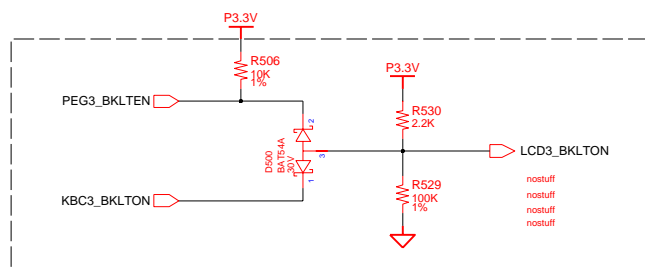 P3.3V
R506
10K
1%
P3.3V
PEG3_BKLTEN
R530
2.2K
2
D500
BAT54A
30V
3
LCD3_BKLTON
1
R529
100K
1%
nostuff
nostuff
nostuff
nostuff
KBC3_BKLTON